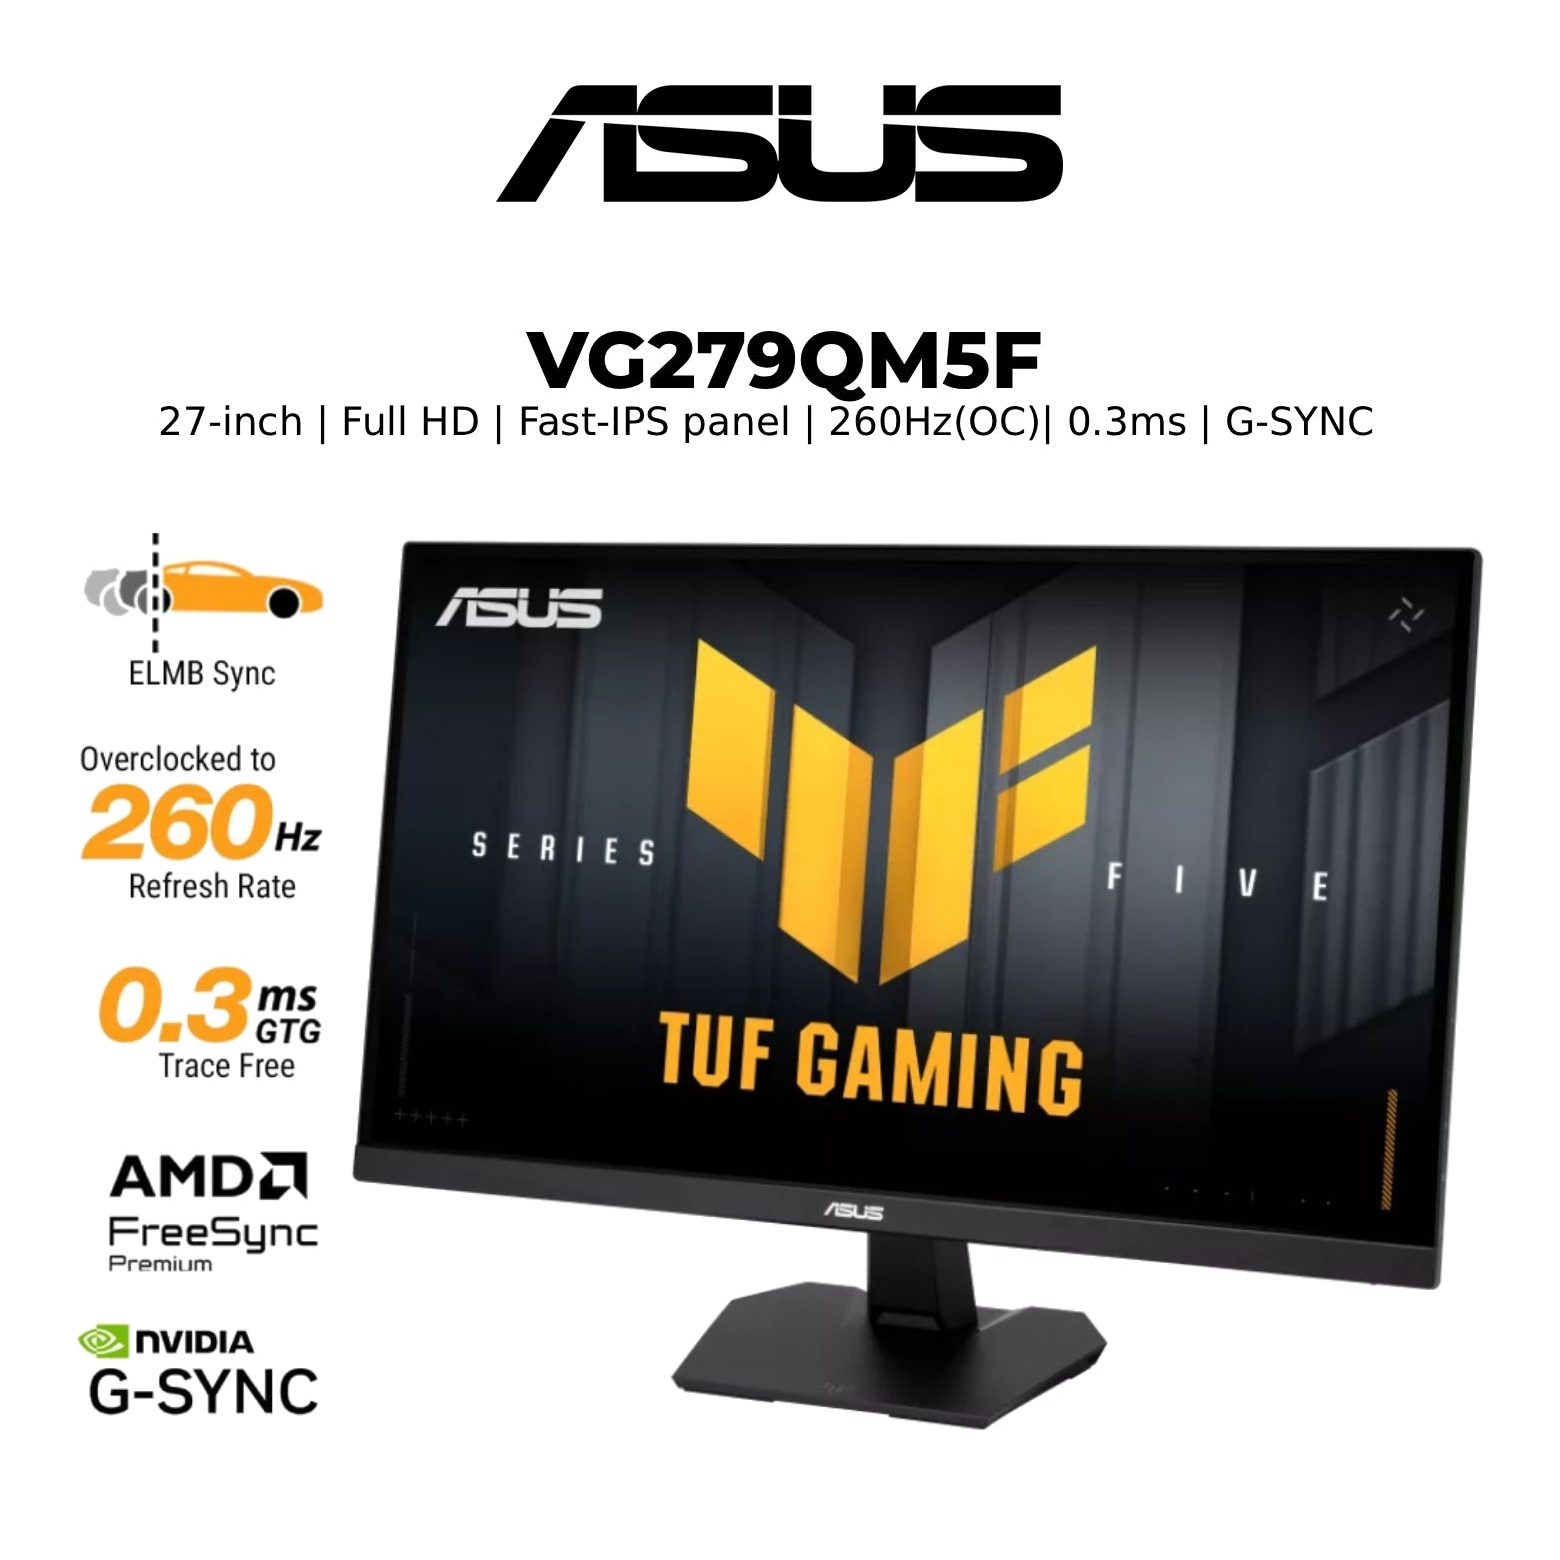 ASUS
VG279QM5F
27-inch | Full HD | Fast-IPS panel | 260Hz(OC)| 0.3ms | G-SYNC
ELMB Sync
Overclocked to
260Hz
Refresh Rate
0.3ms
GTG
Trace Free
AMD
FreeSync
Premium
NVIDIA
G-SYNC
ASUS
SERIES
FIVE
TUF GAMING
ASUS